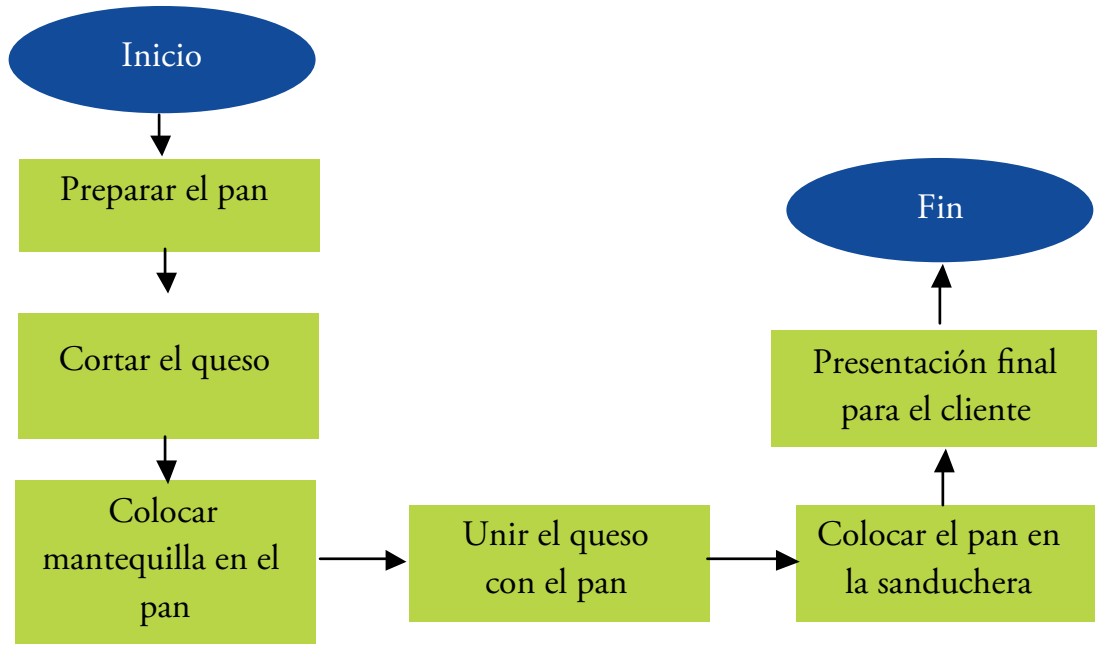 Inicio
Preparar el pan
Cortar el queso
Colocar
mantequilla en el
pan
Unir el queso
con el pan
Colocar el pan en
la sanduchera
Presentación final
para el cliente
Fin